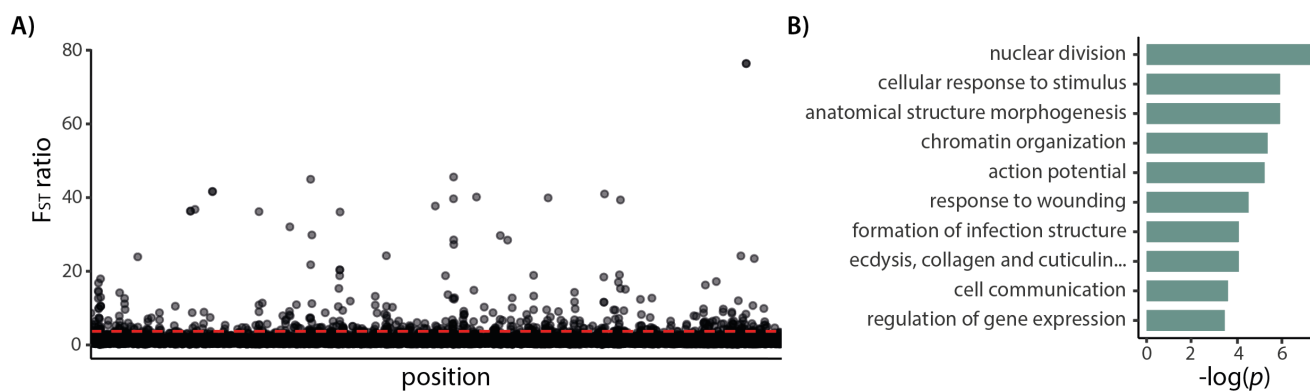 A)
80
60
40
20
0
FST ratio
position
B)
nuclear division
cellular response to stimulus
anatomical structure morphogenesis
chromatin organization
action potential
response to wounding
formation of infection structure
ecdysis, collagen and cuticulin...
cell communication
regulation of gene expression
0 2 4 6
-log(p)